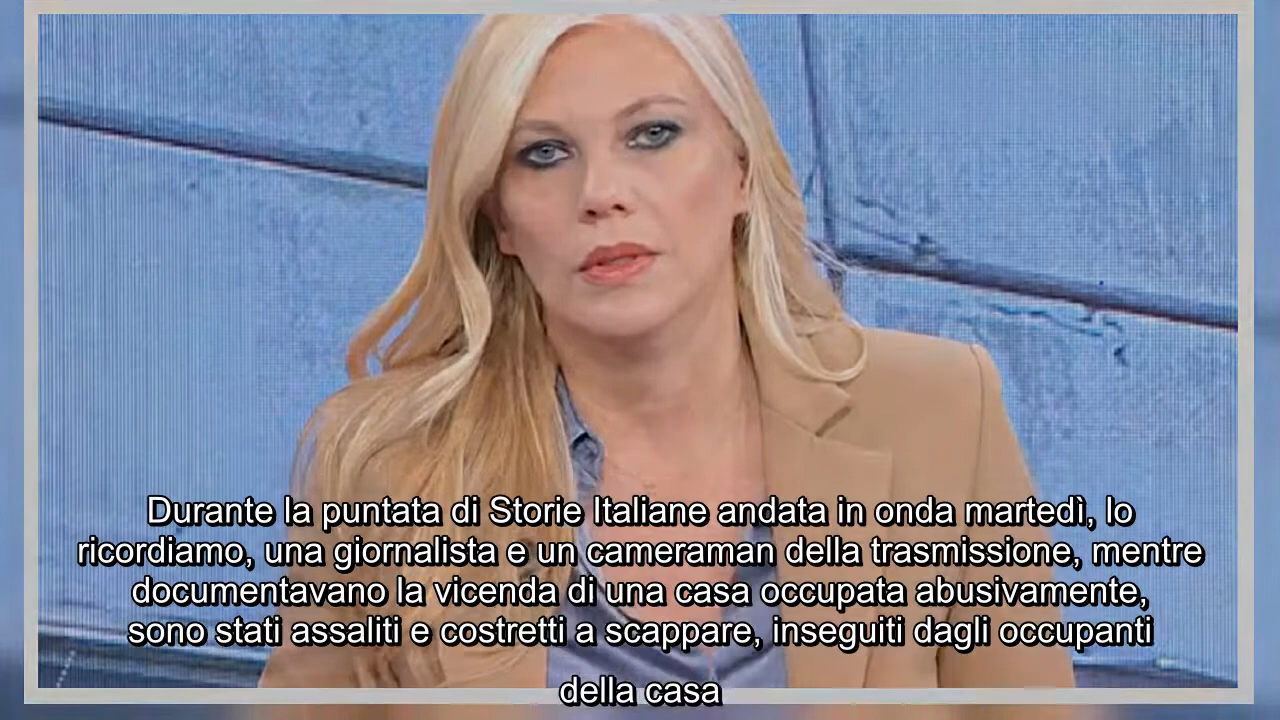 Durante la puntata di Storie Italiane andata in onda martedì, lo
ricordiamo, una giornalista e un cameraman della trasmissione, mentre
documentavano la vicenda di una casa occupata abusivamente,
sono stati assaliti e costretti a scappare, inseguiti dagli occupanti
della casa